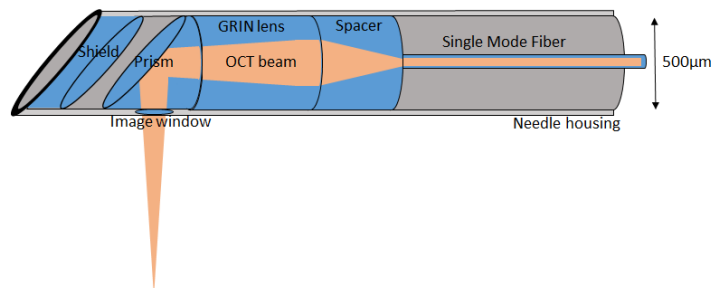 GRIN lens
Spacer
Shield
Prism
OCT beam
Single Mode Fiber
500μm
Image window
Needle housing